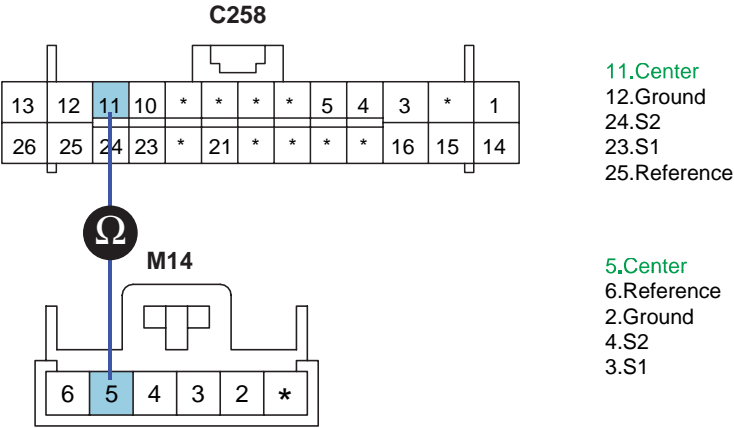 C258
13 12 11 10 * * * * 5 4 3 * 1
26 25 24 23 * 21 * * * * 16 15 14
11.Center
12.Ground
24.S2
23.S1
25.Reference
Ω
M14
6 5 4 3 2 *
5.Center
6.Reference
2.Ground
4.S2
3.S1